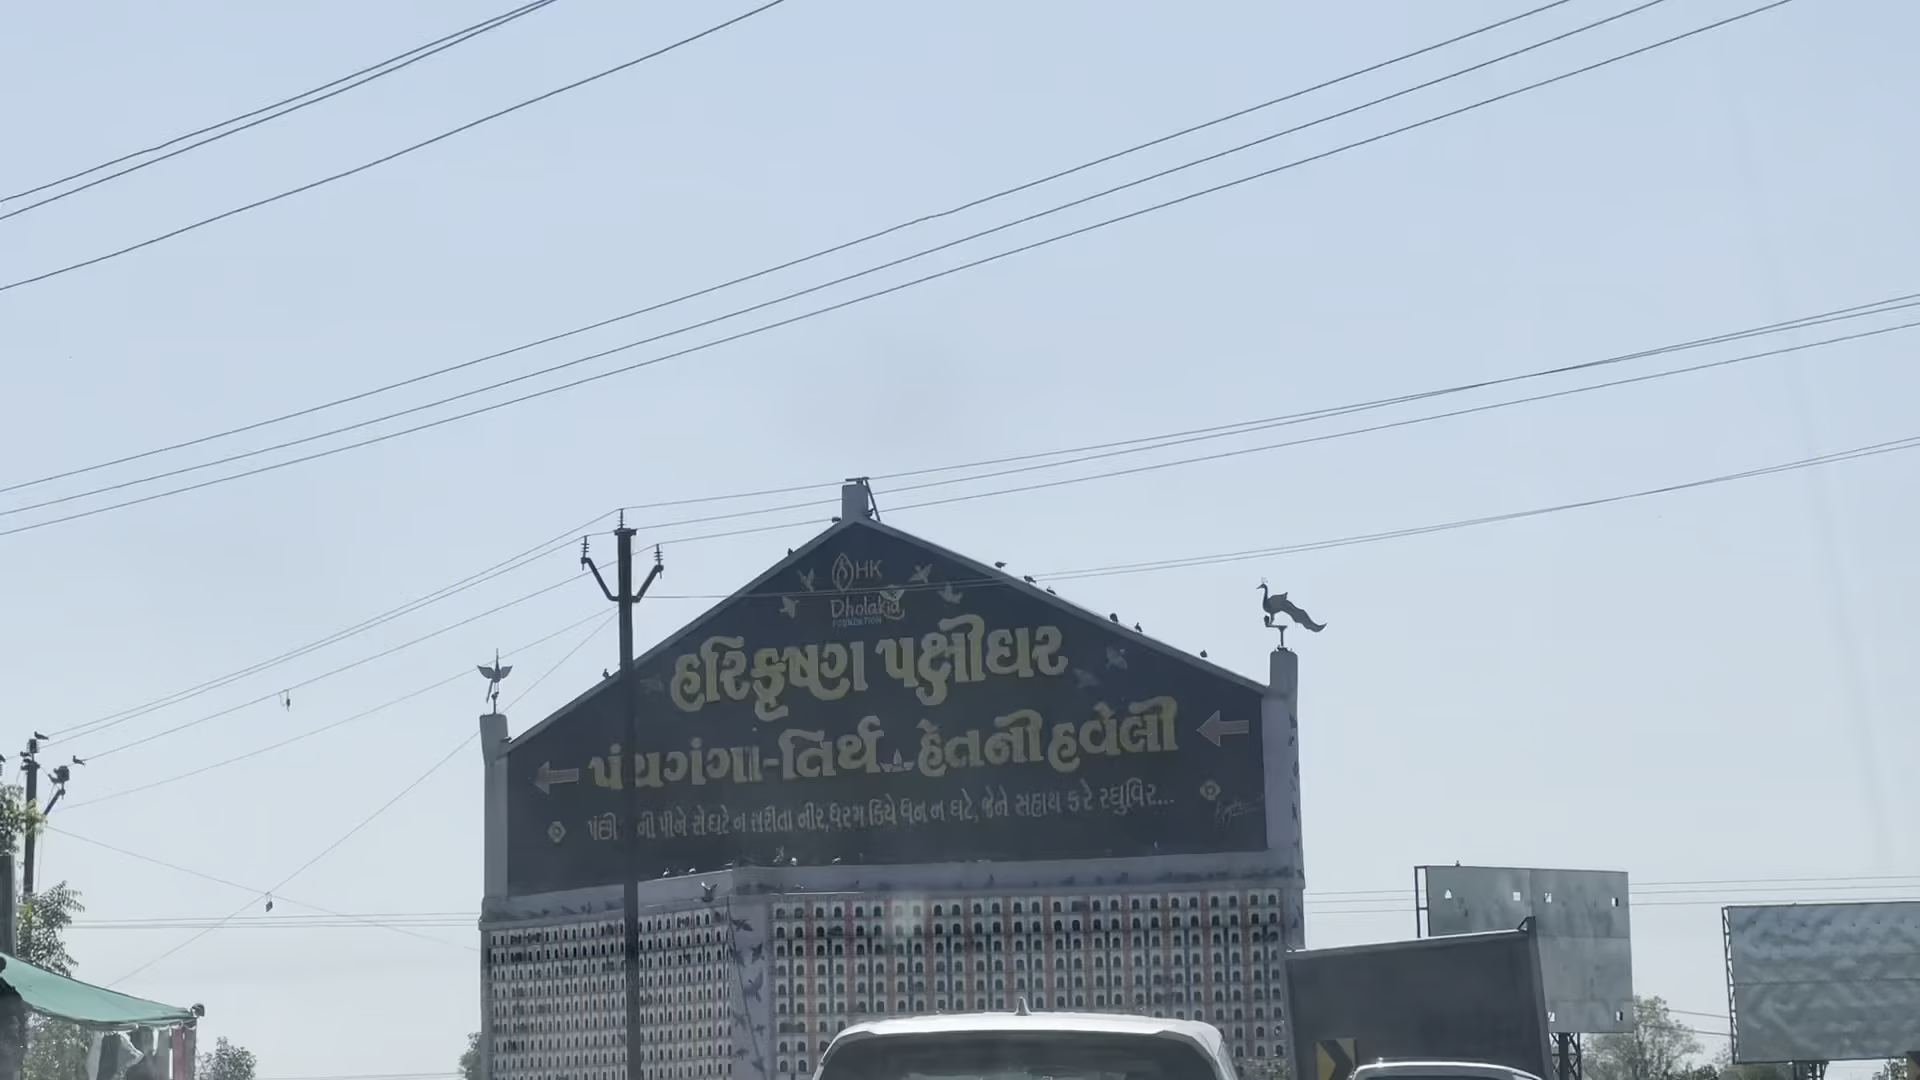 HK
Dholakia
FOUNDATION
હરિકૃષ્ણ પક્ષીઘર
પંચગંગા-તિર્થ હેતની હવેલી
પંછી પીને સે ઘટે ન સરીતા નીર, ધરમ કિયે ધન ન ઘટે, જેને સહાય કરે રઘુવિર...